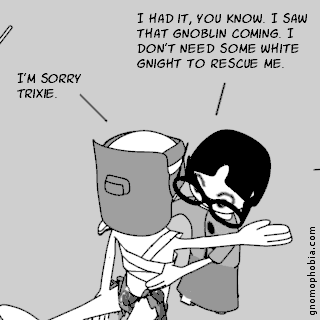 I HAD IT, YOU KNOW. I SAW
THAT GNOBLIN COMING. I
DON'T NEED SOME WHITE
GNIGHT TO RESCUE ME.
I'M SORRY
TRIXIE.
gnomophobia.com